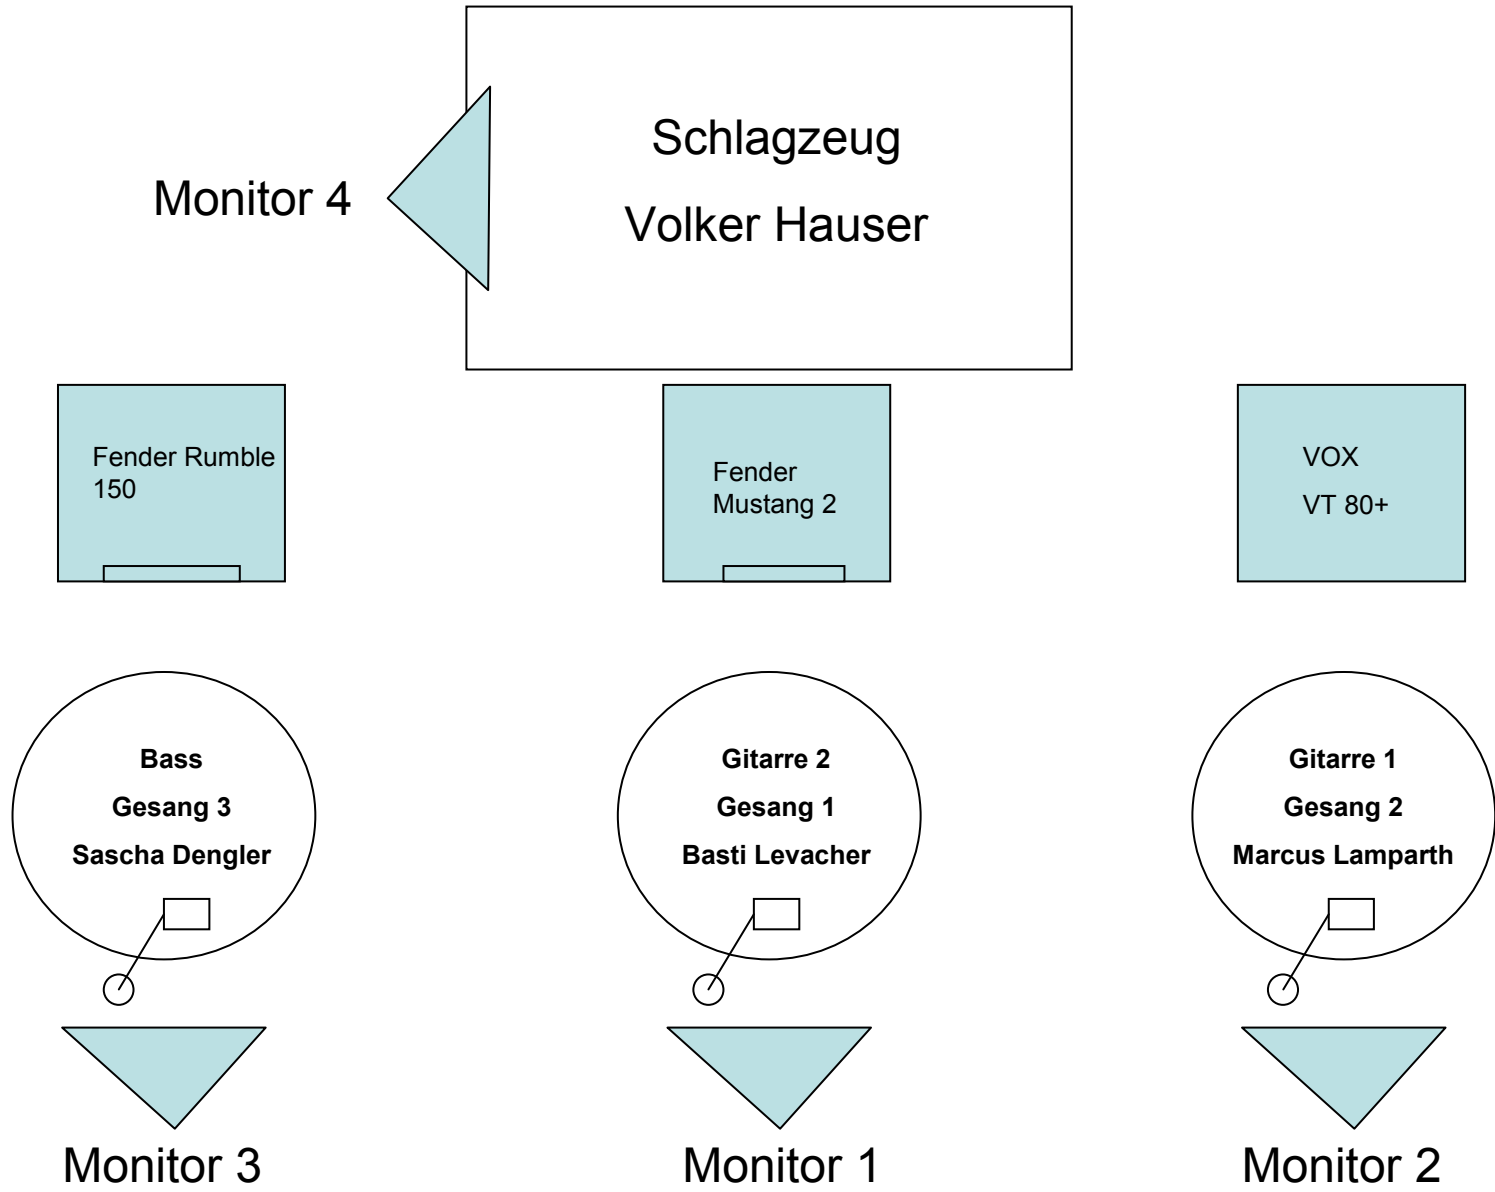 Schlagzeug
Volker Hauser
Monitor 4
Fender Rumble
150
Fender
Mustang 2
VOX
VT 80+
Bass
Gesang 3
Sascha Dengler
Gitarre 2
Gesang 1
Basti Levacher
Gitarre 1
Gesang 2
Marcus Lamparth
Monitor 3
Monitor 1
Monitor 2